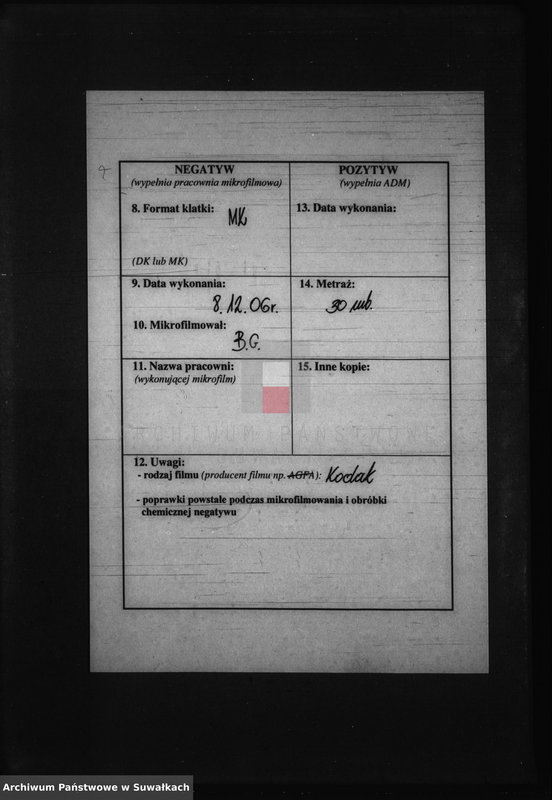 NEGATYW
(wypełnia pracownia mikrofilmowa)
POZYTYW
(wypełnia ADM)
8. Format klatki: MK
(DK lub MK)
13. Data wykonania:
9. Data wykonania:
8.12.06r.
10. Mikrofilmował:
B.G.
14. Metraż:
30 mb.
11. Nazwa pracowni:
(wykonującej mikrofilm)
15. Inne kopie:
ARCHIWUM PAŃSTWOWE
12. Uwagi:
- rodzaj filmu (producent filmu np. AGFA): Kodak
- poprawki powstałe podczas mikrofilmowania i obróbki
chemicznej negatywu
Archiwum Państwowe w Suwałkach